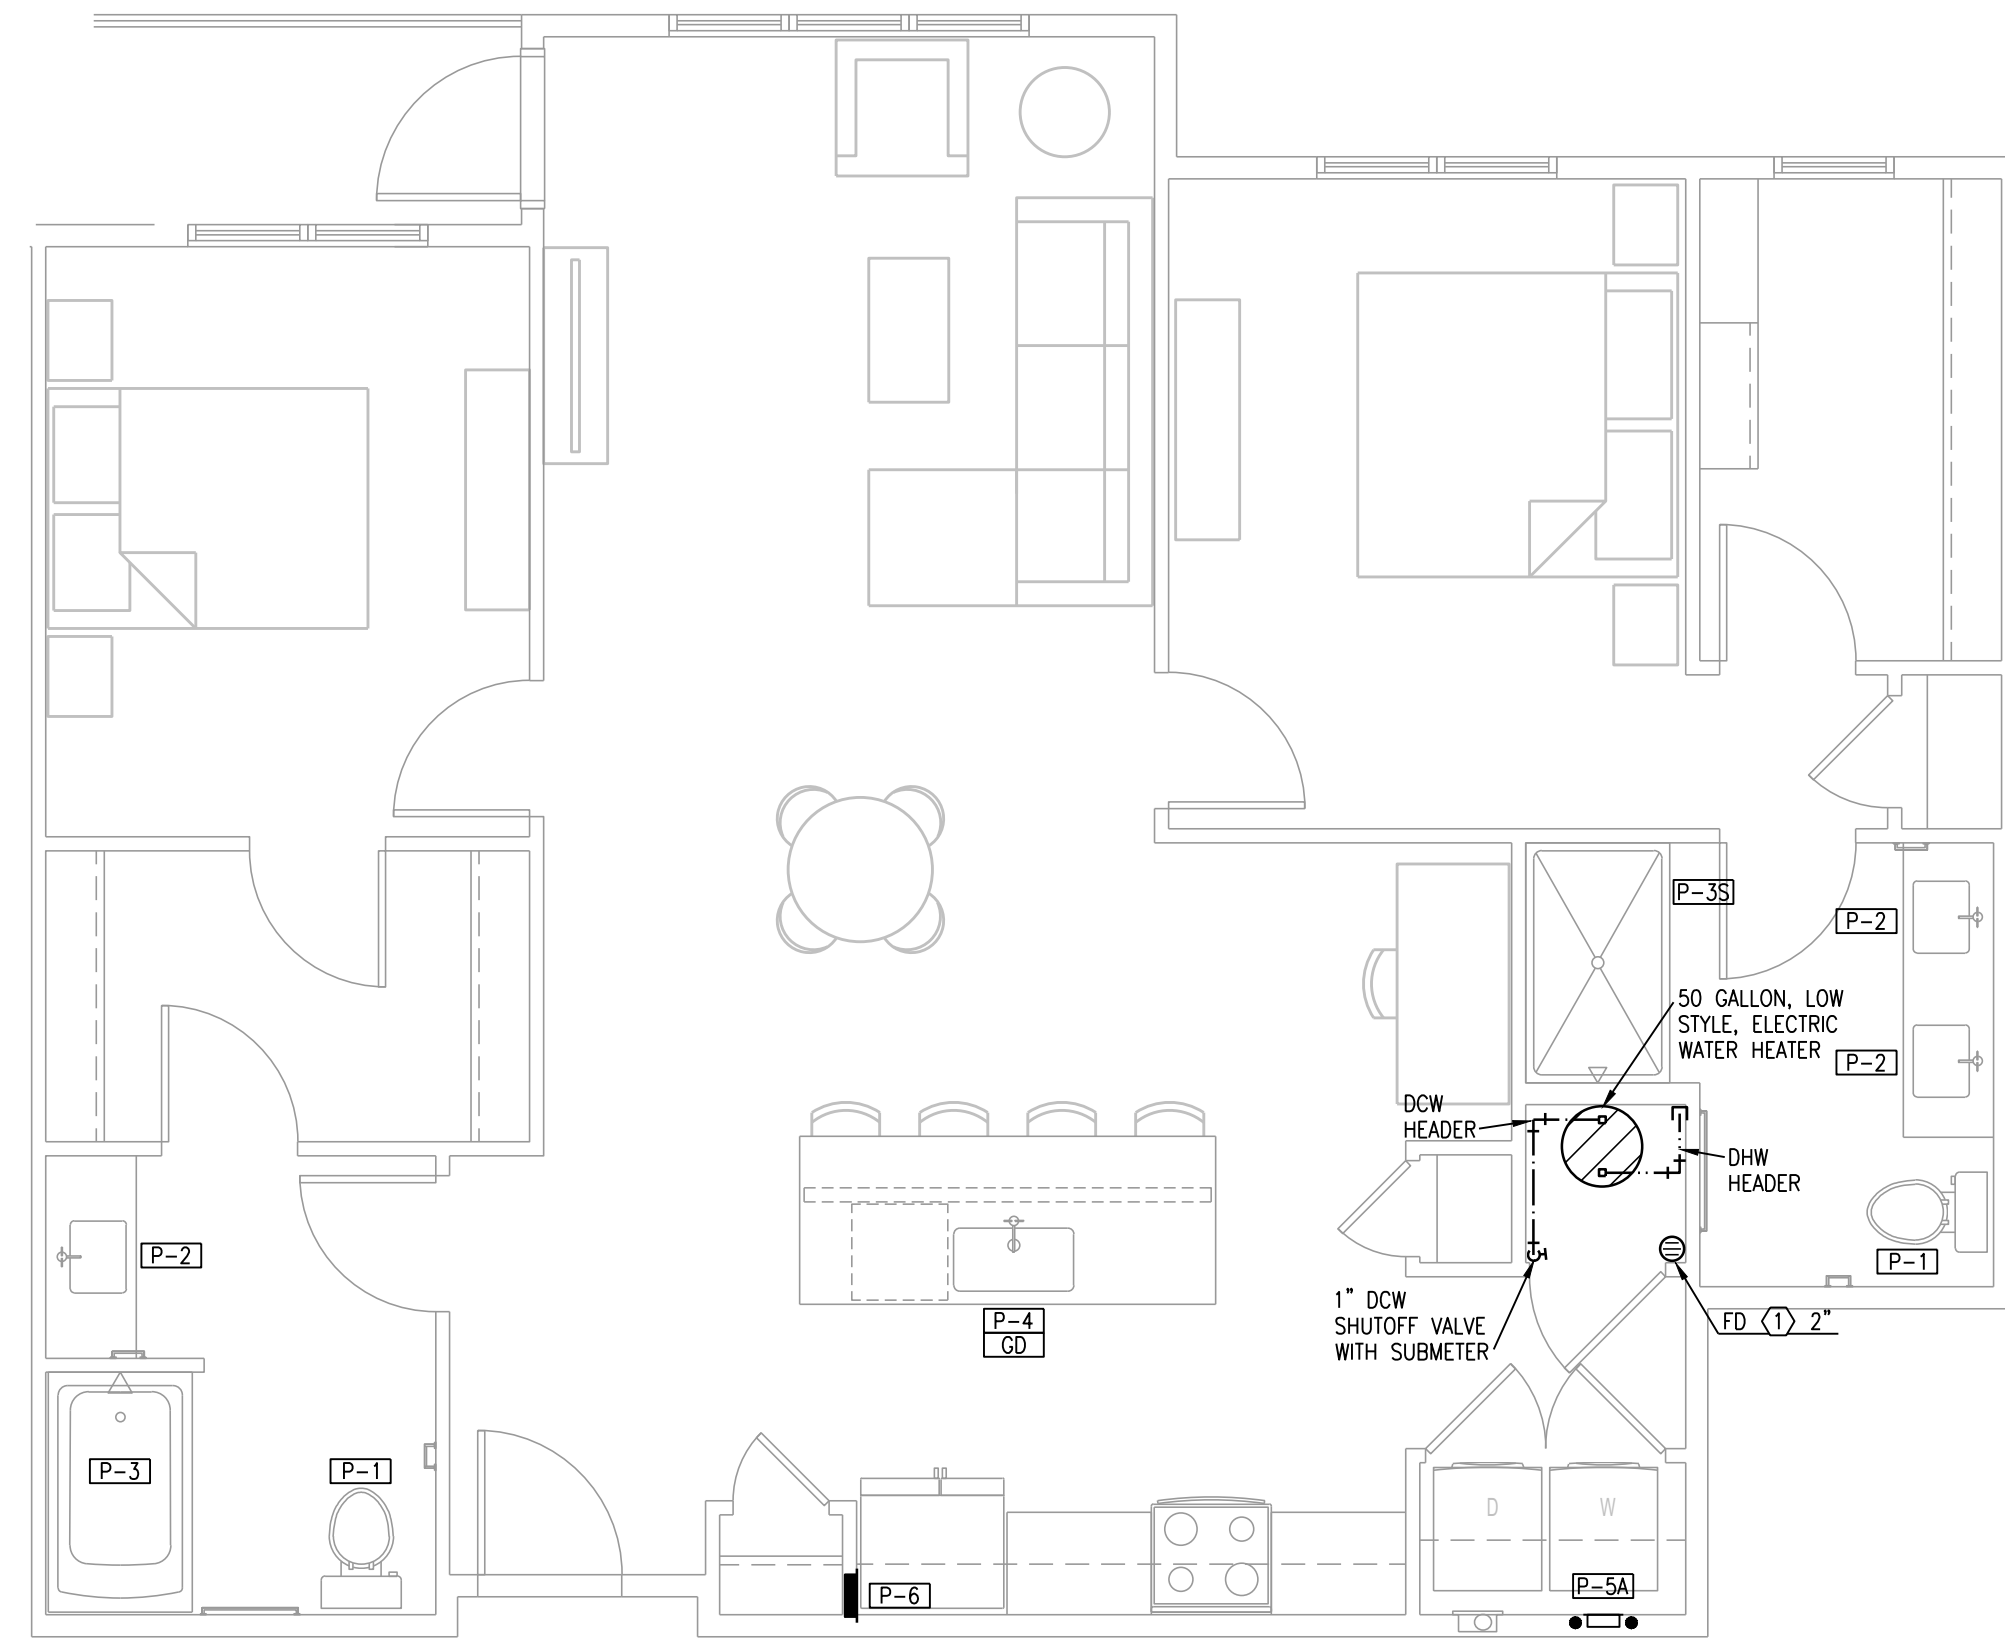 P-3S
P-2
50 GALLON, LOW
STYLE, ELECTRIC
WATER HEATER
P-2
DCW
HEADER
DHW
HEADER
P-2
P-1
1" DCW
SHUTOFF VALVE
WITH SUBMETER
FD 1 2"
P-4
GD
P-3
P-1
D
W
P-5A
P-6